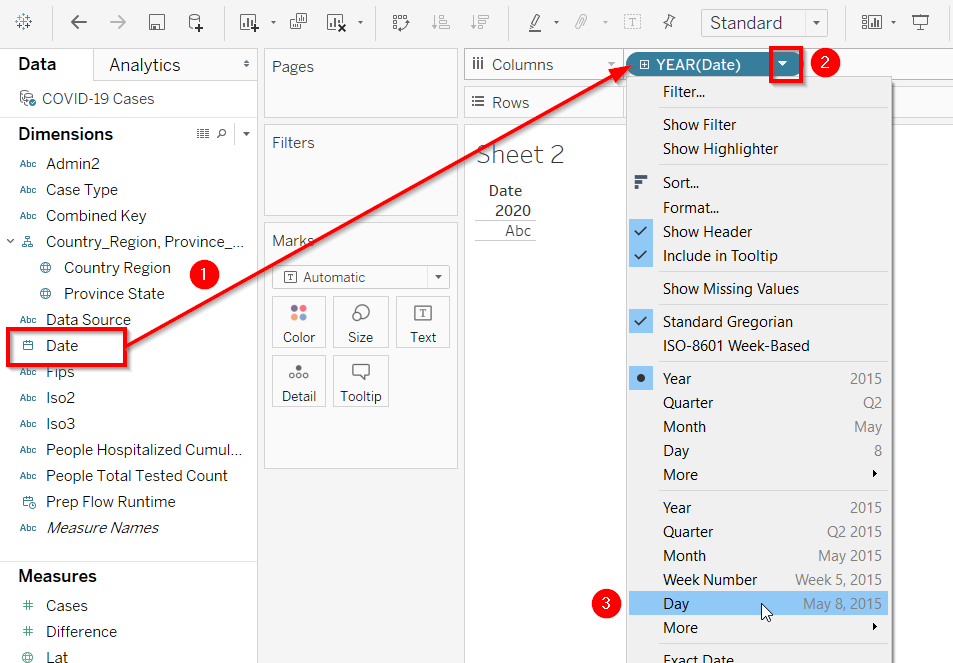 Standard
Data
Analytics
COVID-19 Cases
Dimensions
Abc Admin2
Abc Case Type
Abc Combined Key
Country_Region, Province_...
Country Region
Province State
Abc Data Source
Date
Abc Fips
Abc Iso2
Abc Iso3
Abc People Hospitalized Cumul...
Abc People Total Tested Count
Prep Flow Runtime
Abc Measure Names
Measures
# Cases
# Difference
Lat
1
Pages
Filters
Marks
T Automatic
Color
Size
T
Text
Detail
Tooltip
Columns
YEAR(Date)
2
Rows
Sheet 2
Date
2020
Abc
Filter...
Show Filter
Show Highlighter
Sort...
Format...
Show Header
Include in Tooltip
Show Missing Values
Standard Gregorian
ISO-8601 Week-Based
Year 2015
Quarter Q2
Month May
Day 8
More
Year 2015
Quarter Q2 2015
Month May 2015
Week Number Week 5, 2015
3
Day May 8, 2015
More
Exact Date